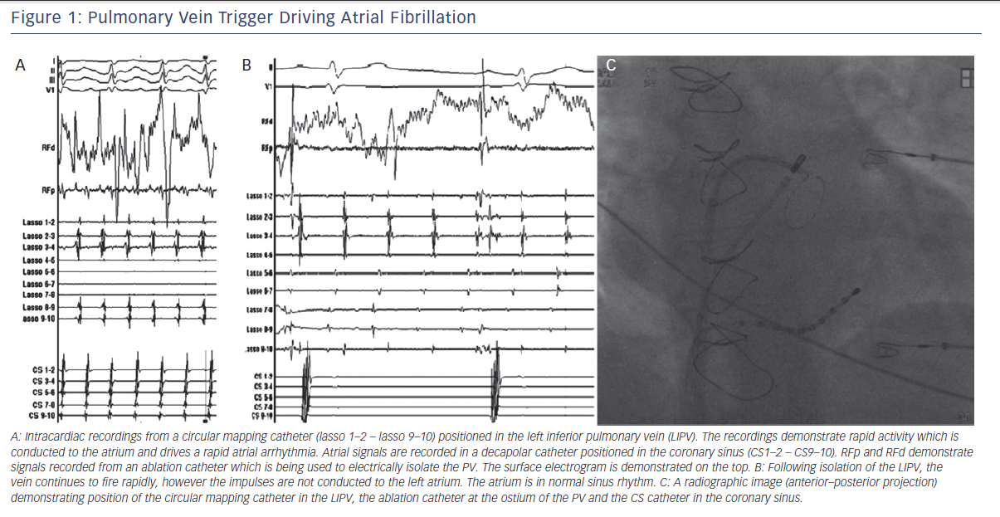 Figure 1: Pulmonary Vein Trigger Driving Atrial Fibrillation
A
I
II
III
V1
RFd
RFp
Lasso 1-2
Lasso 2-3
Lasso 3-4
Lasso 4-5
Lasso 5-6
Lasso 6-7
Lasso 7-8
Lasso 8-9
asso 9-10
CS 1-2
CS 3-4
CS 5-6
CS 7-8
CS 9-10
B
II
V1
RFd
RFp
Lasso 1-2
Lasso 2-3
Lasso 3-4
Lasso 4-5
Lasso 5-6
Lasso 6-7
Lasso 7-8
Lasso 8-9
asso 9-10
CS 1-2
CS 3-4
CS 5-6
CS 7-8
CS 9-10
C
A: Intracardiac recordings from a circular mapping catheter (lasso 1–2 – lasso 9–10) positioned in the left inferior pulmonary vein (LIPV). The recordings demonstrate rapid activity which is
conducted to the atrium and drives a rapid atrial arrhythmia. Atrial signals are recorded in a decapolar catheter positioned in the coronary sinus (CS1–2 – CS9–10). RFp and RFd demonstrate
signals recorded from an ablation catheter which is being used to electrically isolate the PV. The surface electrogram is demonstrated on the top. B: Following isolation of the LIPV, the
vein continues to fire rapidly, however the impulses are not conducted to the left atrium. The atrium is in normal sinus rhythm. C: A radiographic image (anterior–posterior projection)
demonstrating position of the circular mapping catheter in the LIPV, the ablation catheter at the ostium of the PV and the CS catheter in the coronary sinus.